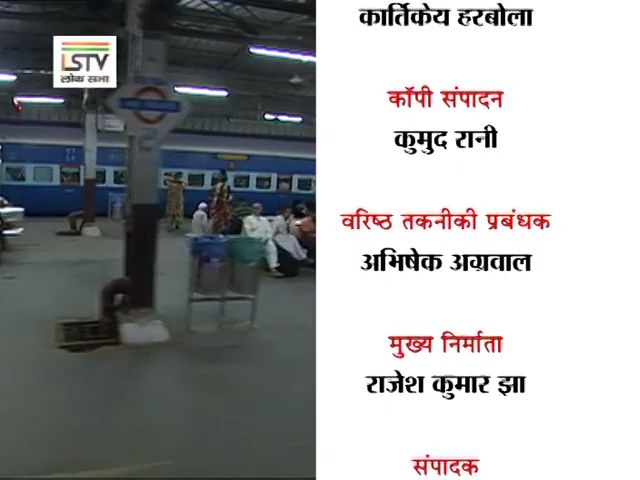 LSTV
लोक सभा
कार्तिकेय हरबोला
कॉपी संपादन
कुमुद रानी
वरिष्ठ तकनीकी प्रबंधक
अभिषेक अग्रवाल
मुख्य निर्माता
राजेश कुमार झा
संपादक